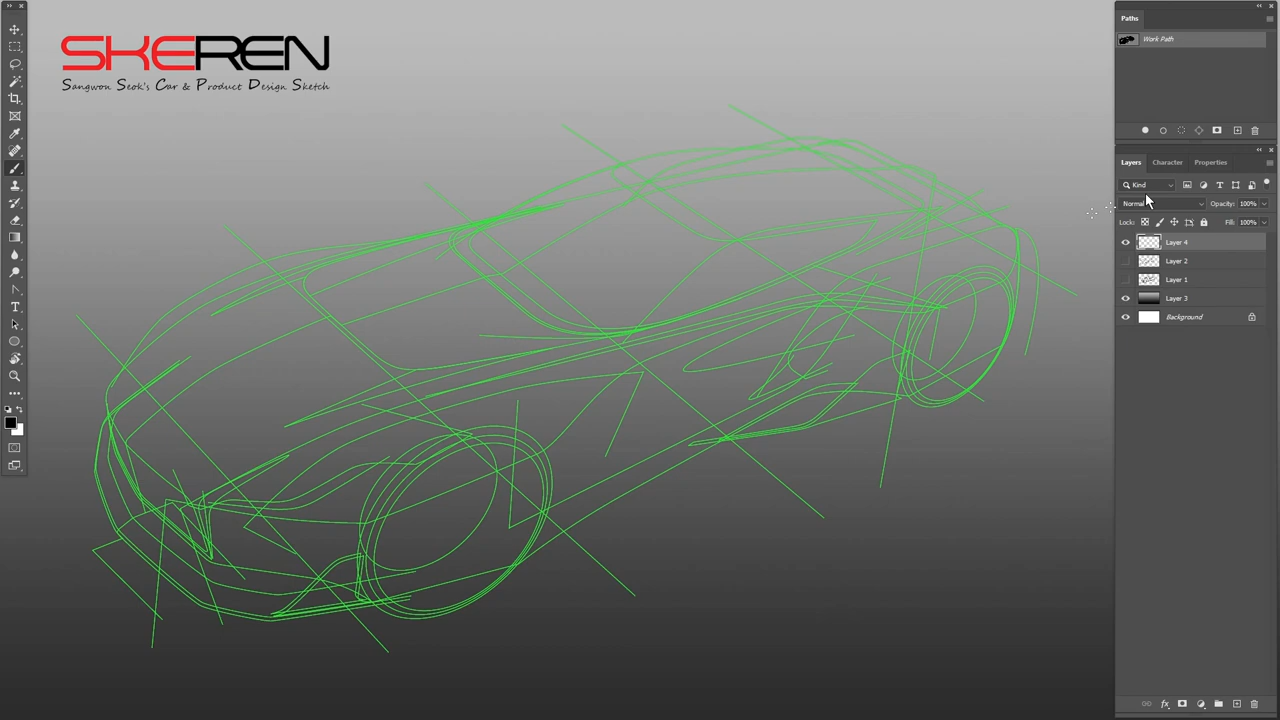 SKEREN
Sangwon Seok's Car & Product Design Sketch
Paths
Work Path
Layers Character Properties
Kind
Normal Opacity: 100%
Lock: Fill: 100%
Layer 4
Layer 2
Layer 1
Layer 3
Background